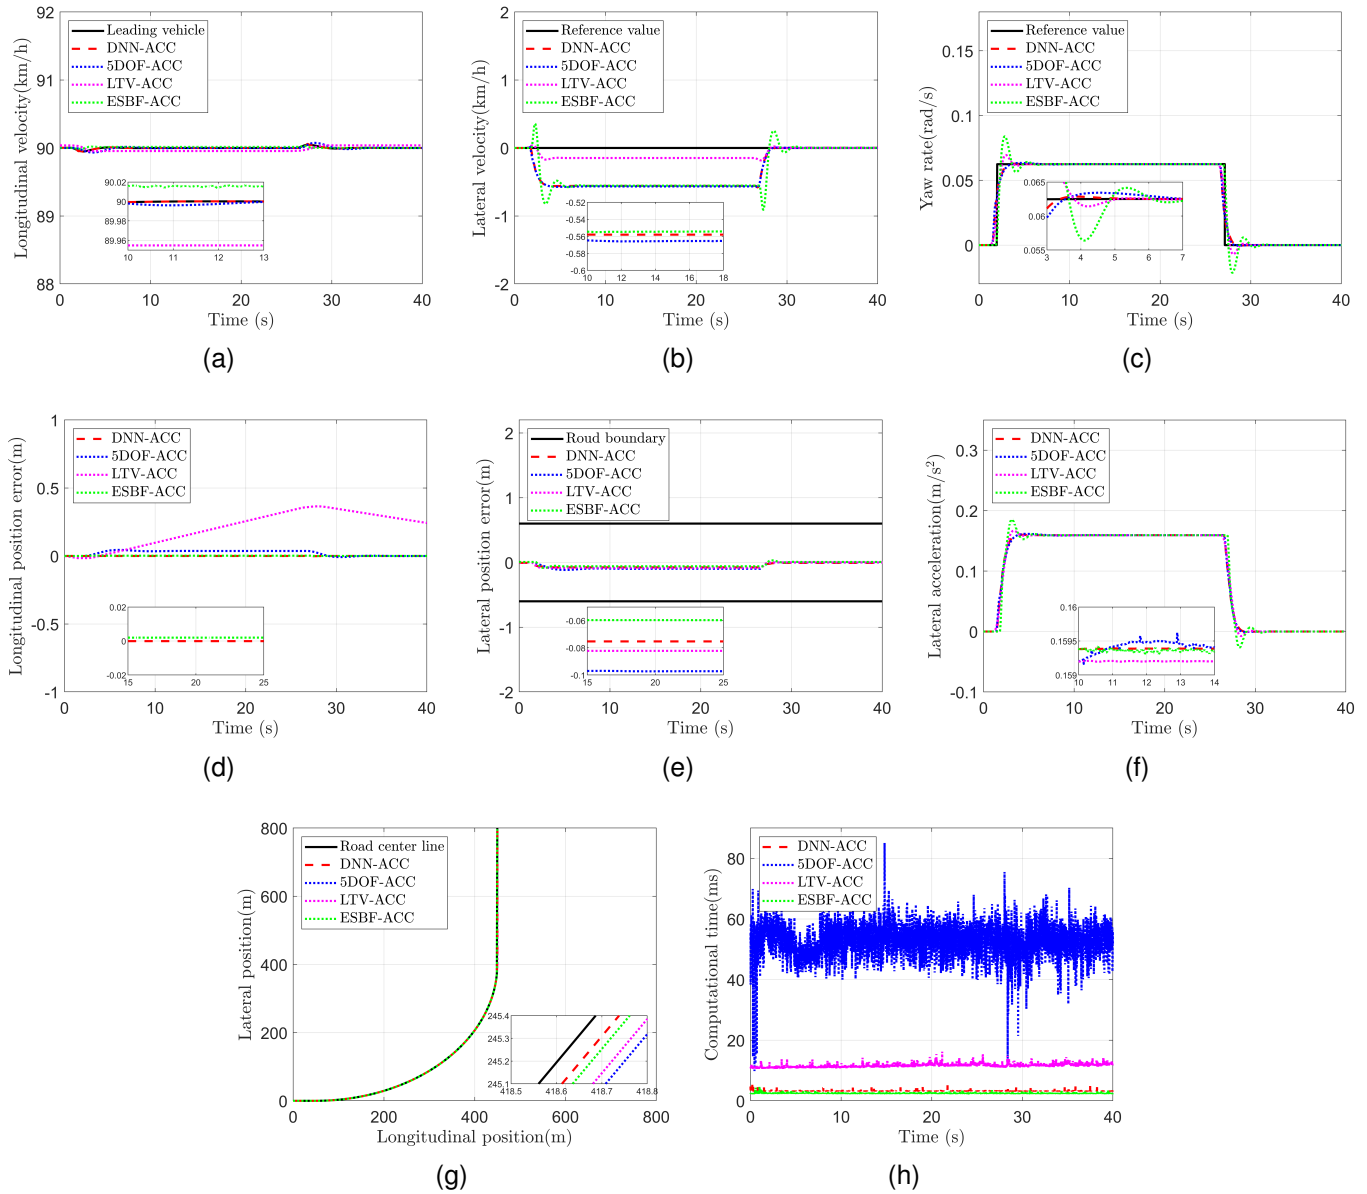 92
91
90
89
88
Longitudinal velocity(km/h)
Leading vehicle
DNN-ACC
5DOF-ACC
LTV-ACC
ESBF-ACC
90.02
90
89.98
89.96
10 11 12 13
0 10 20 30 40
Time (s)
(a)
2
1
0
-1
-2
Lateral velocity(km/h)
Reference value
DNN-ACC
5DOF-ACC
LTV-ACC
ESBF-ACC
-0.52
-0.54
-0.56
-0.58
-0.6
10 12 14 16 18
0 10 20 30 40
Time (s)
(b)
0.15
0.1
0.05
0
Yaw rate(rad/s)
Reference value
DNN-ACC
5DOF-ACC
LTV-ACC
ESBF-ACC
0.065
0.06
0.055
3 4 5 6 7
0 10 20 30 40
Time (s)
(c)
1
0.5
0
-0.5
-1
Longitudinal position error(m)
DNN-ACC
5DOF-ACC
LTV-ACC
ESBF-ACC
0.02
0
-0.02
15 20 25
0 10 20 30 40
Time (s)
(d)
2
1
0
-1
-2
Lateral position error(m)
Roud boundary
DNN-ACC
5DOF-ACC
LTV-ACC
ESBF-ACC
-0.06
-0.08
-0.1
15 20 25
0 10 20 30 40
Time (s)
(e)
0.3
0.2
0.1
0
-0.1
Lateral acceleration(m/s²)
DNN-ACC
5DOF-ACC
LTV-ACC
ESBF-ACC
0.16
0.1595
0.159
10 11 12 13 14
0 10 20 30 40
Time (s)
(f)
800
600
400
200
0
Lateral position(m)
Road center line
DNN-ACC
5DOF-ACC
LTV-ACC
ESBF-ACC
245.4
245.3
245.2
245.1
418.5 418.6 418.7 418.8
0 200 400 600 800
Longitudinal position(m)
(g)
80
60
40
20
0
Computational time(ms)
DNN-ACC
5DOF-ACC
LTV-ACC
ESBF-ACC
0 10 20 30 40
Time (s)
(h)